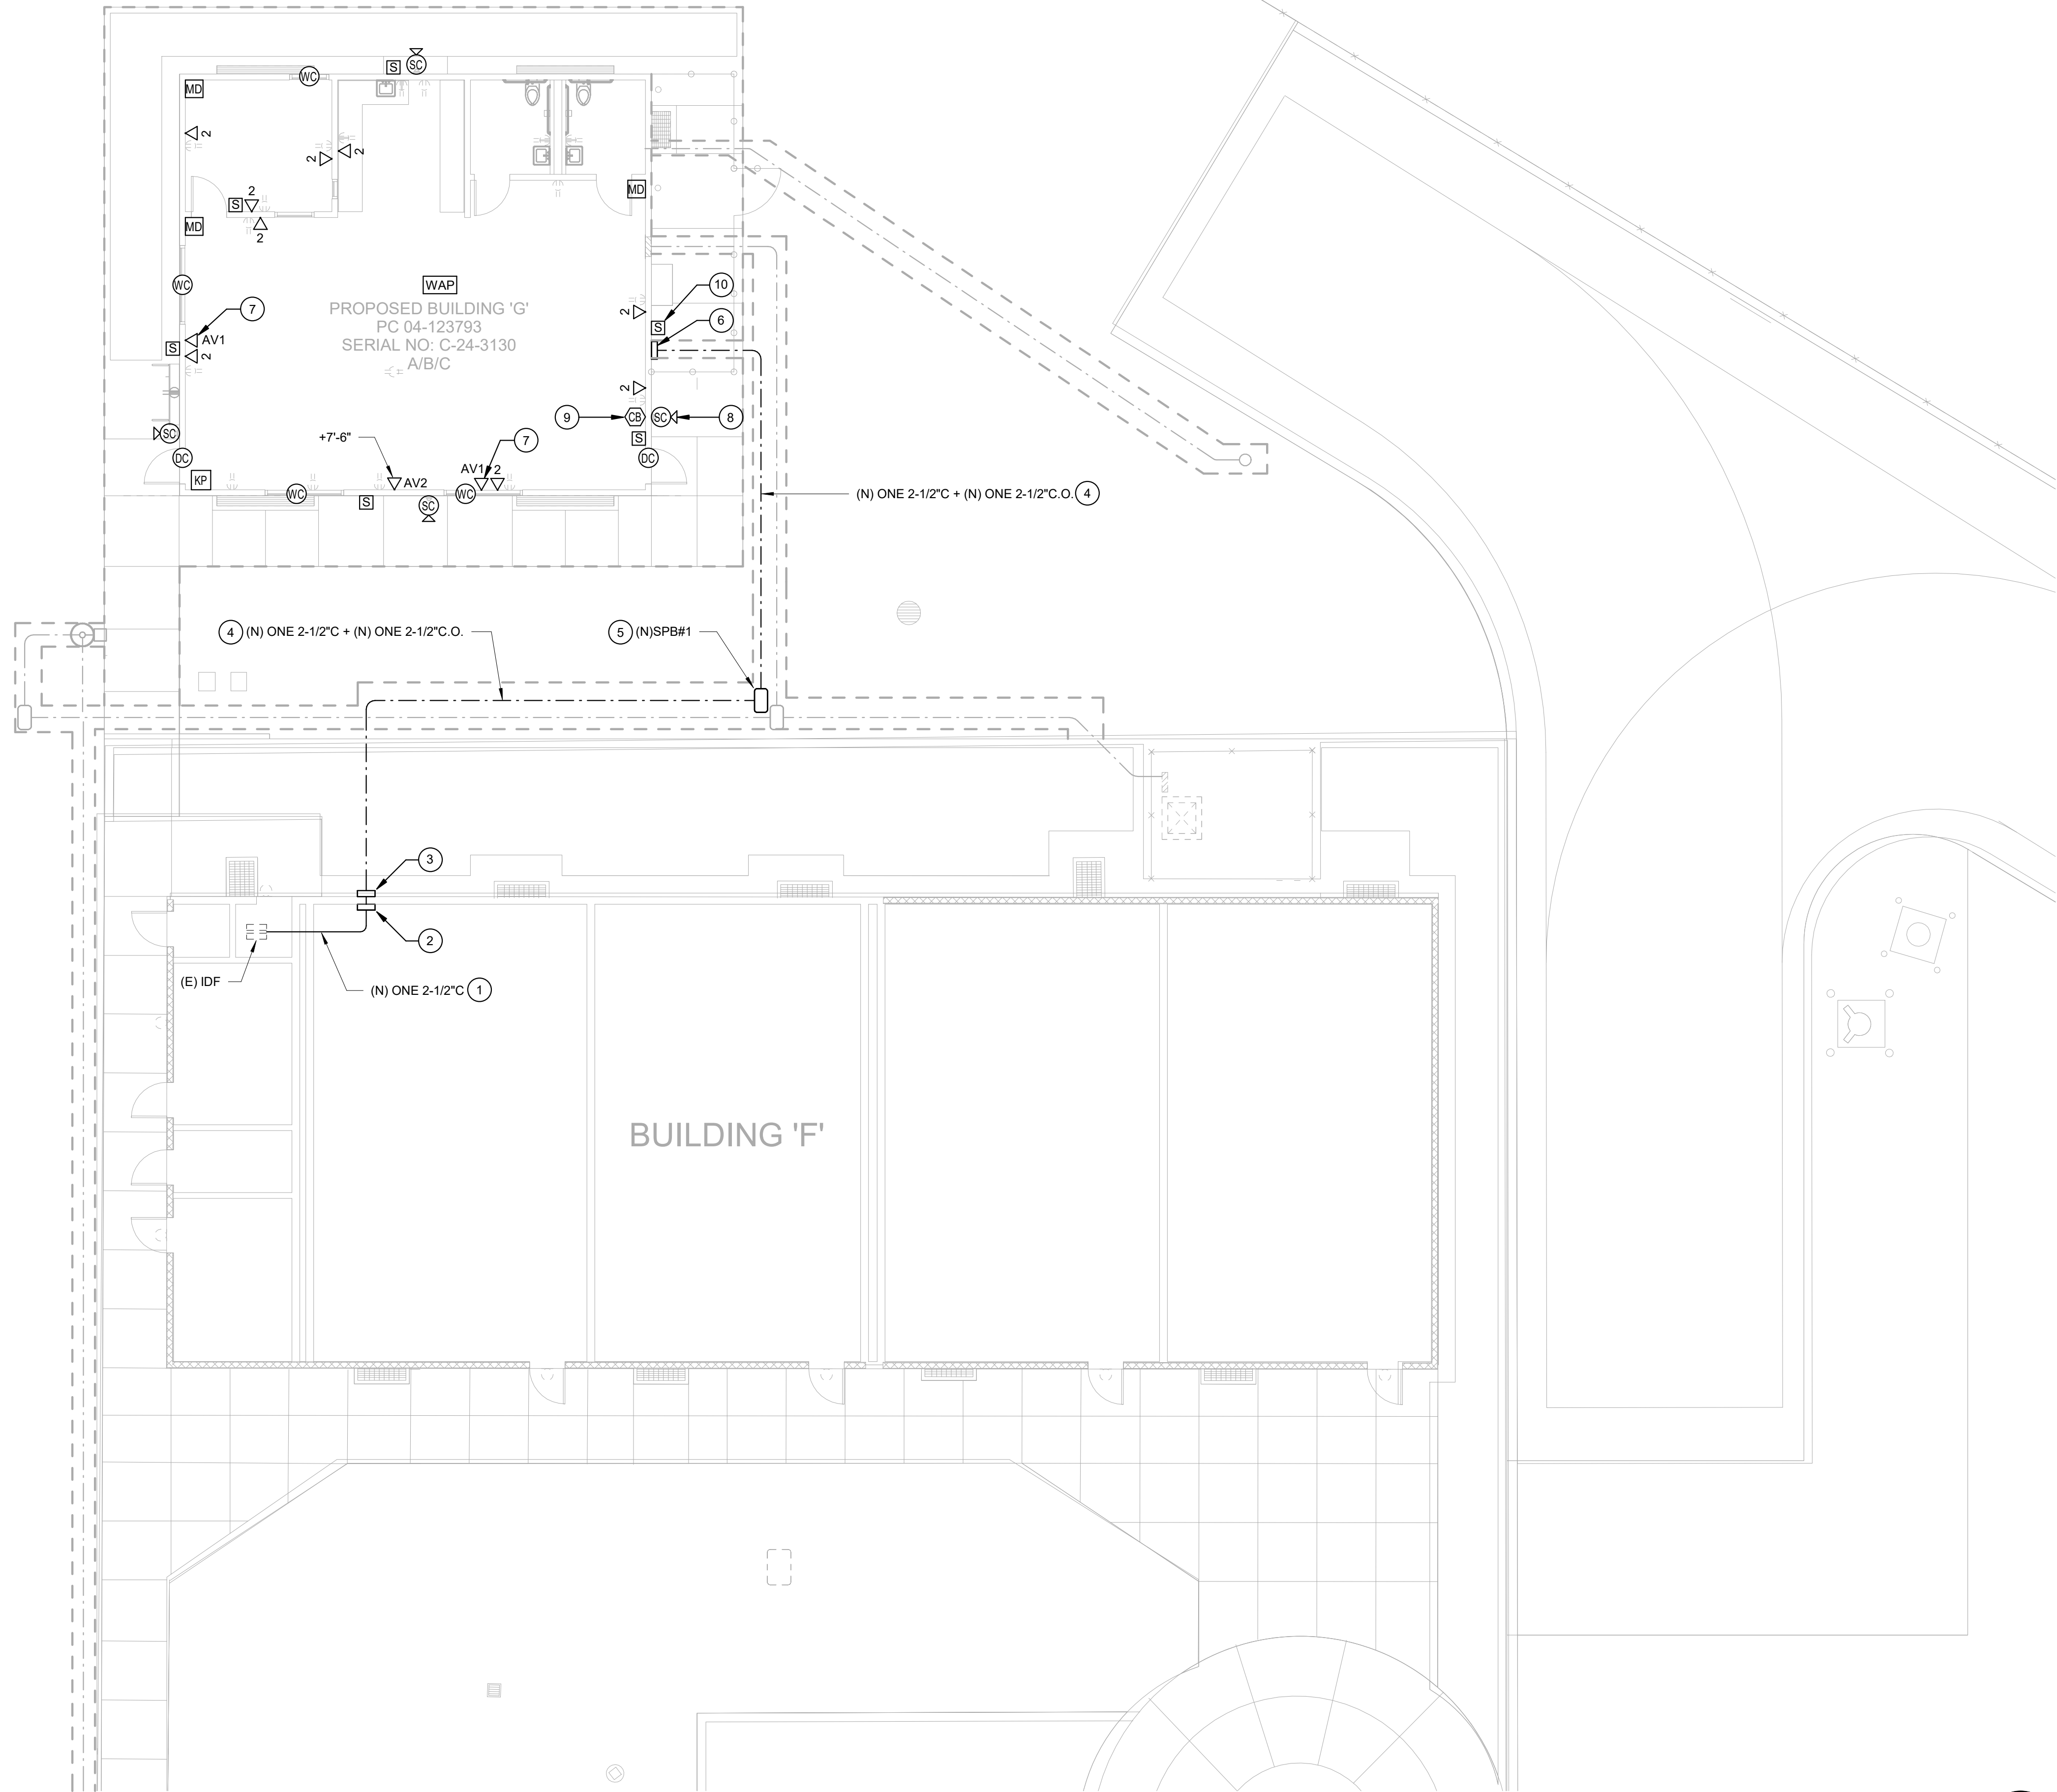 SC
S
WC
MD
2
2
2
MD
2
S
2
MD
WC
WAP
10
7
PROPOSED BUILDING 'G'
PC 04-123793
SERIAL NO: C-24-3130
A/B/C
2
S
6
AV1
S
2
2
9
CB
SC
8
SC
+7'-6"
S
7
DC
DC
AV1
2
KP
AV2
WC
WC
S
SC
(N) ONE 2-1/2"C + (N) ONE 2-1/2"C.O.
4
4
(N) ONE 2-1/2"C + (N) ONE 2-1/2"C.O.
5
(N)SPB#1
3
2
(E) IDF
(N) ONE 2-1/2"C
1
BUILDING 'F'